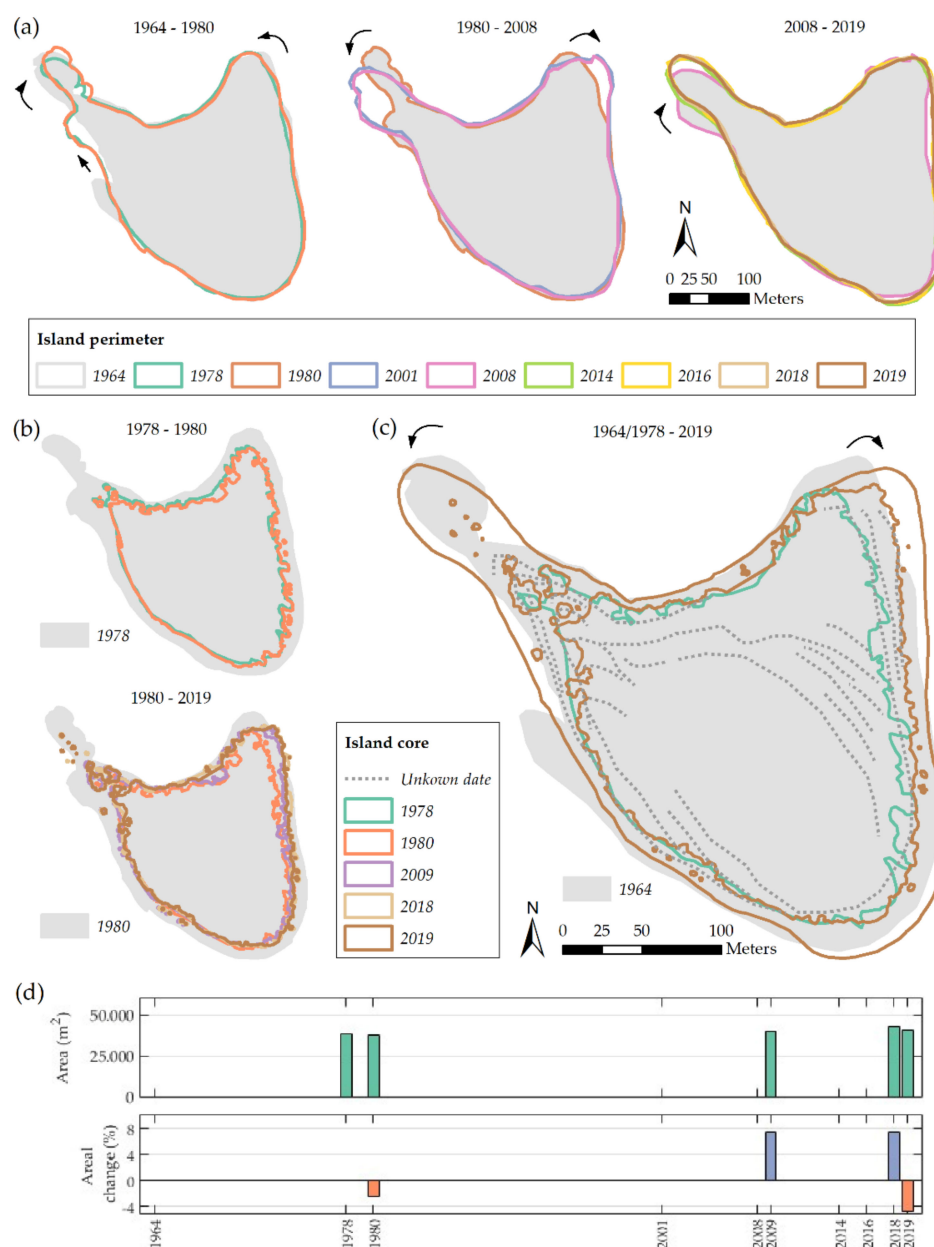 (a)
1964 - 1980
1980 - 2008
2008 - 2019
N
0 25 50 100
Meters
Island perimeter
1964 1978 1980 2001 2008 2014 2016 2018 2019
(b)
1978 - 1980
1978
1980 - 2019
1980
Island core
Unkown date
1978
1980
2009
2018
2019
(c)
1964/1978 - 2019
1964
N
0 25 50 100
Meters
(d)
Area (m²)
50.000
25.000
0
Areal
change (%)
8
4
0
-4
1964 1978 1980 2001 2008 2009 2014 2016 2018 2019